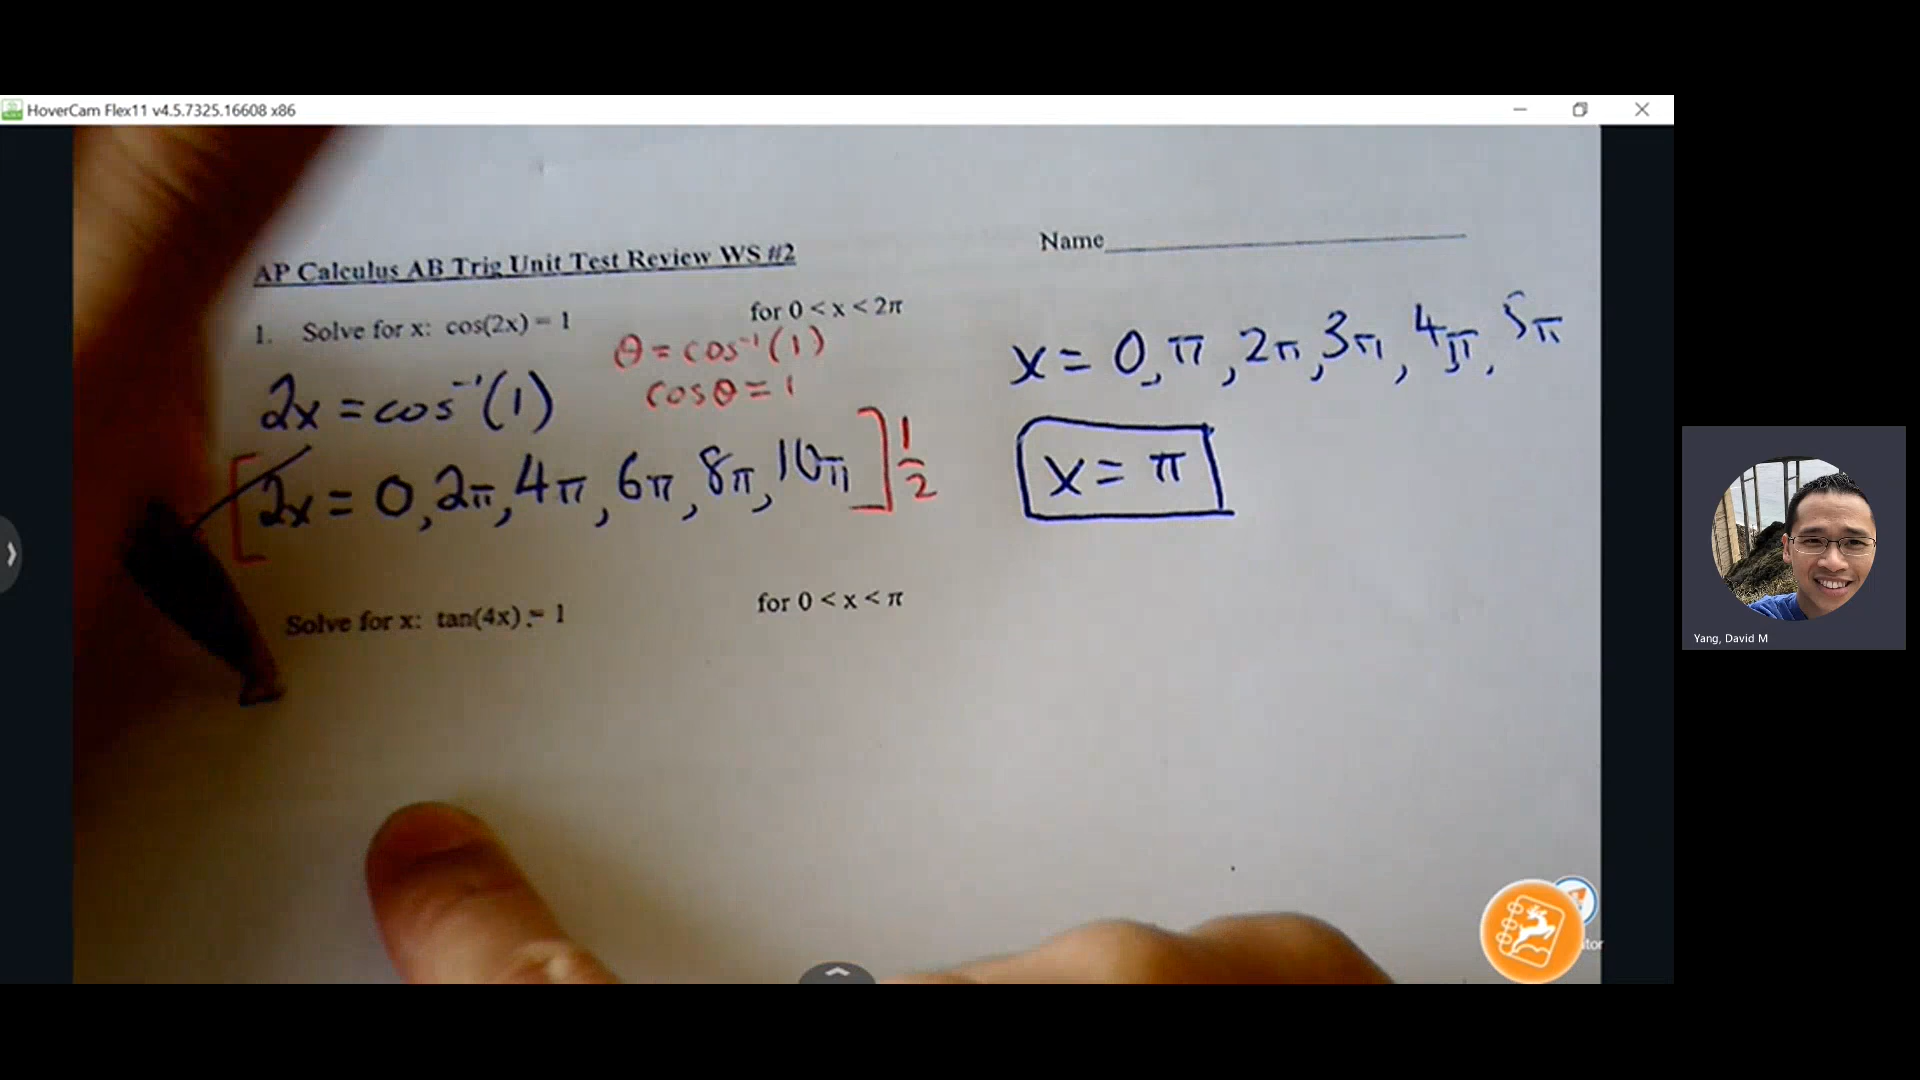 HoverCam Flex11 v4.5.7325.16608 x86
Name
AP Calculus AB Trig Unit Test Review WS #2
1. Solve for x: cos(2x) = 1 for 0 < x < 2π
θ = cos⁻¹(1)
cosθ = 1
2x = cos⁻¹(1)
[2x = 0, 2π, 4π, 6π, 8π, 10π] 1/2
x = 0, π, 2π, 3π, 4π, 5π
x = π
Solve for x: tan(4x) = 1 for 0 < x < π
Yang, David M